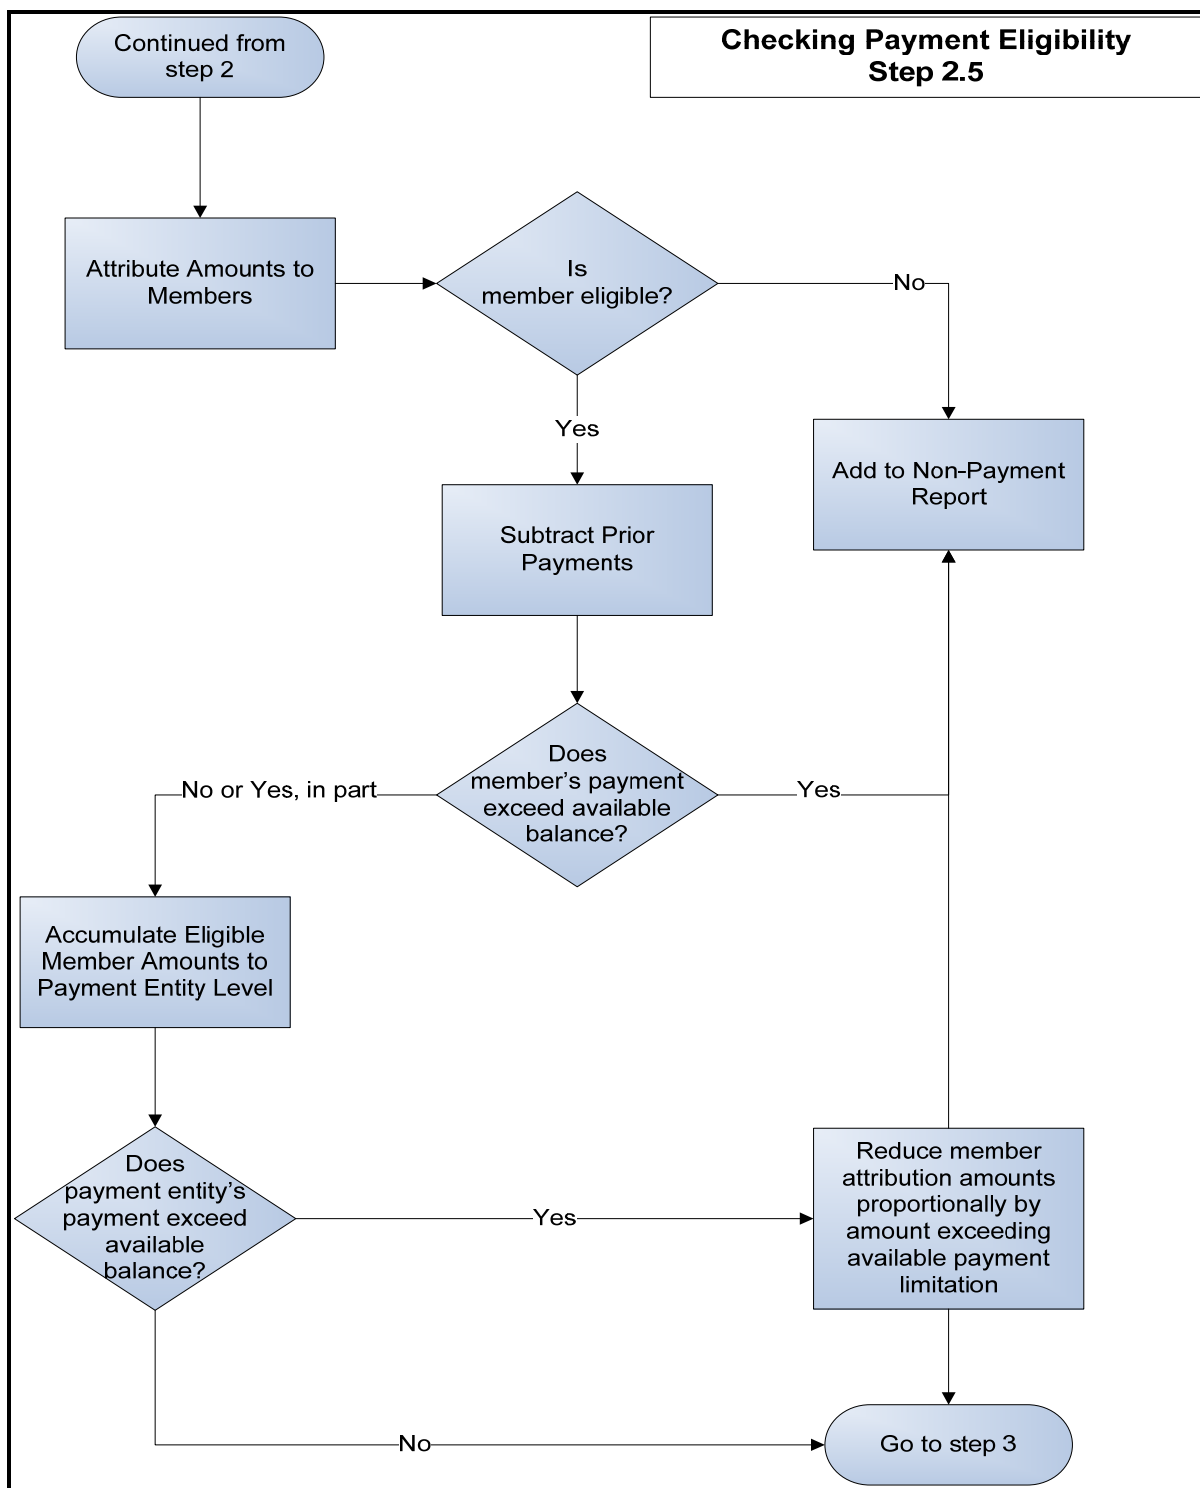 Continued from
step 2
Checking Payment Eligibility
Step 2.5
Attribute Amounts to
Members
Is
member eligible?
No
Yes
Add to Non-Payment
Report
Subtract Prior
Payments
Does
member's payment
exceed available
balance?
No or Yes, in part
Yes
Accumulate Eligible
Member Amounts to
Payment Entity Level
Does
payment entity's
payment exceed
available
balance?
Yes
Reduce member
attribution amounts
proportionally by
amount exceeding
available payment
limitation
No
Go to step 3